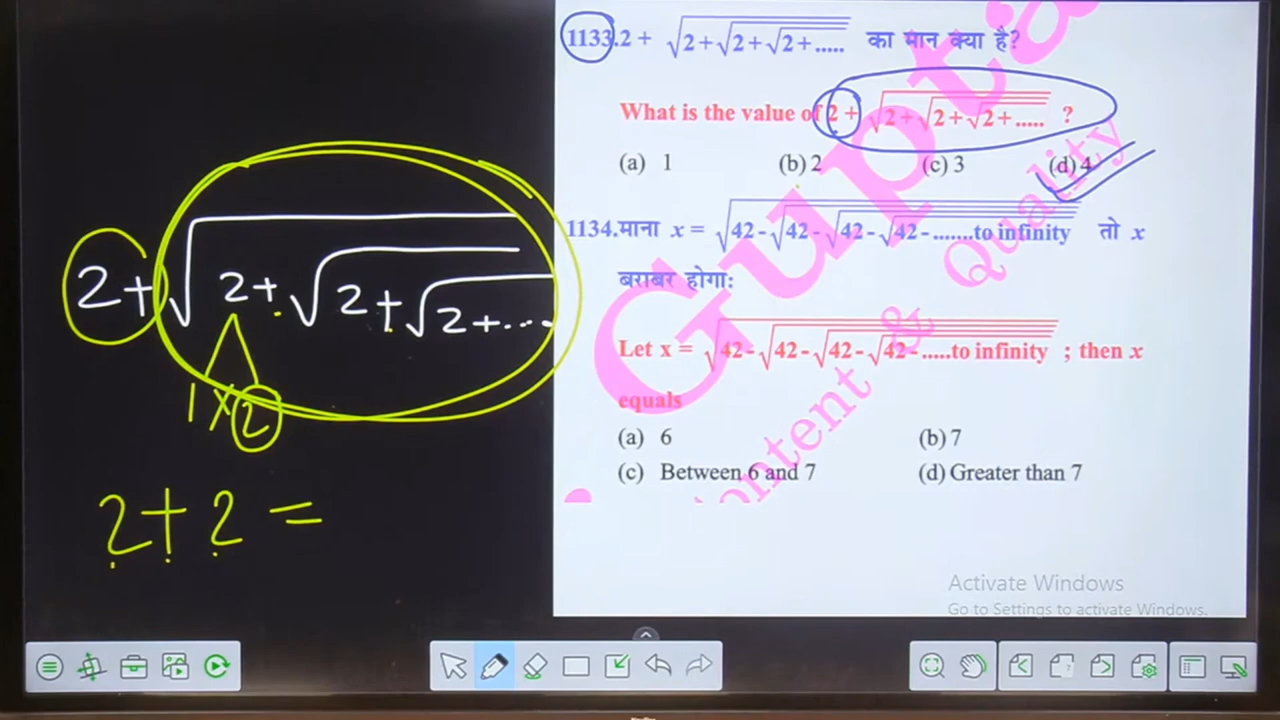 1133.2 + √2+√2+√2+..... का मान क्या है?
What is the value of 2 + √2+√2+√2+..... ?
(a) 1 (b) 2 (c) 3 (d) 4
1134.माना x = √42-√42-√42-√42-.......to infinity तो x
बराबर होगा:
Let x = √42-√42-√42-√42-.....to infinity ; then x
equals
(a) 6 (b) 7
(c) Between 6 and 7 (d) Greater than 7
2+√2+√2+√2+...
1×2
2+2=
Gupta
Content & Quality
Activate Windows
Go to Settings to activate Windows.